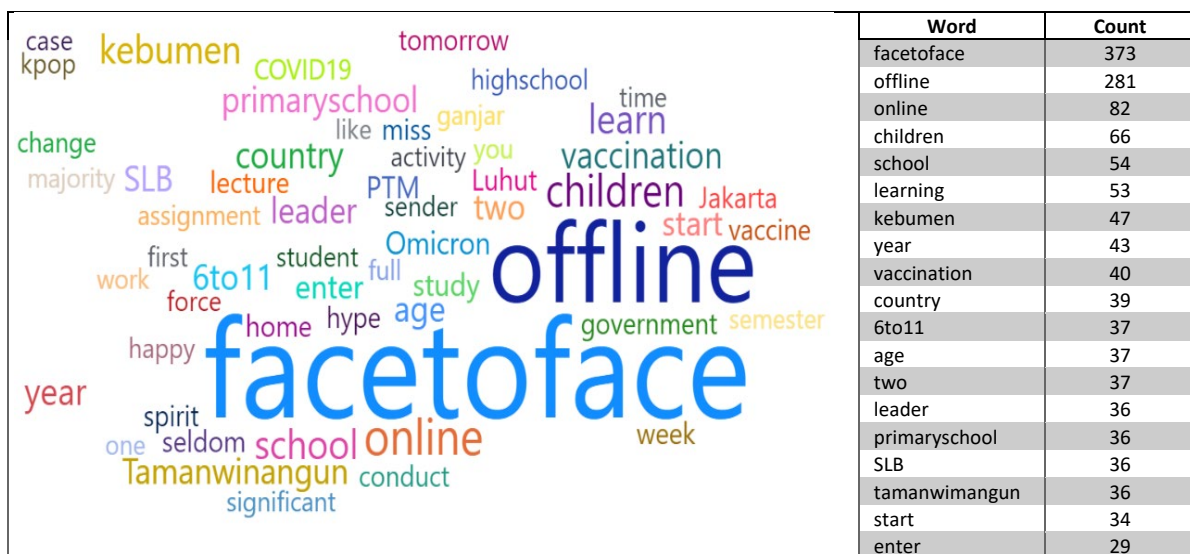 case
kpop
kebumen
tomorrow
COVID19
highschool
primaryschool
ganjar
time
like
miss
learn
change
country
activity
you
vaccination
majority
SLB
lecture
PTM
Luhut
children
Jakarta
assignment
leader
sender
two
start
vaccine
first
student
Omicron
offline
work
6to11
enter
full
study
force
home
hype
age
government
semester
happy
facetoface
year
spirit
one
seldom
school
online
week
Tamanwinangun
conduct
significant
Word Count
facetoface 373
offline 281
online 82
children 66
school 54
learning 53
kebumen 47
year 43
vaccination 40
country 39
6to11 37
age 37
two 37
leader 36
primaryschool 36
SLB 36
tamanwimangun 36
start 34
enter 29